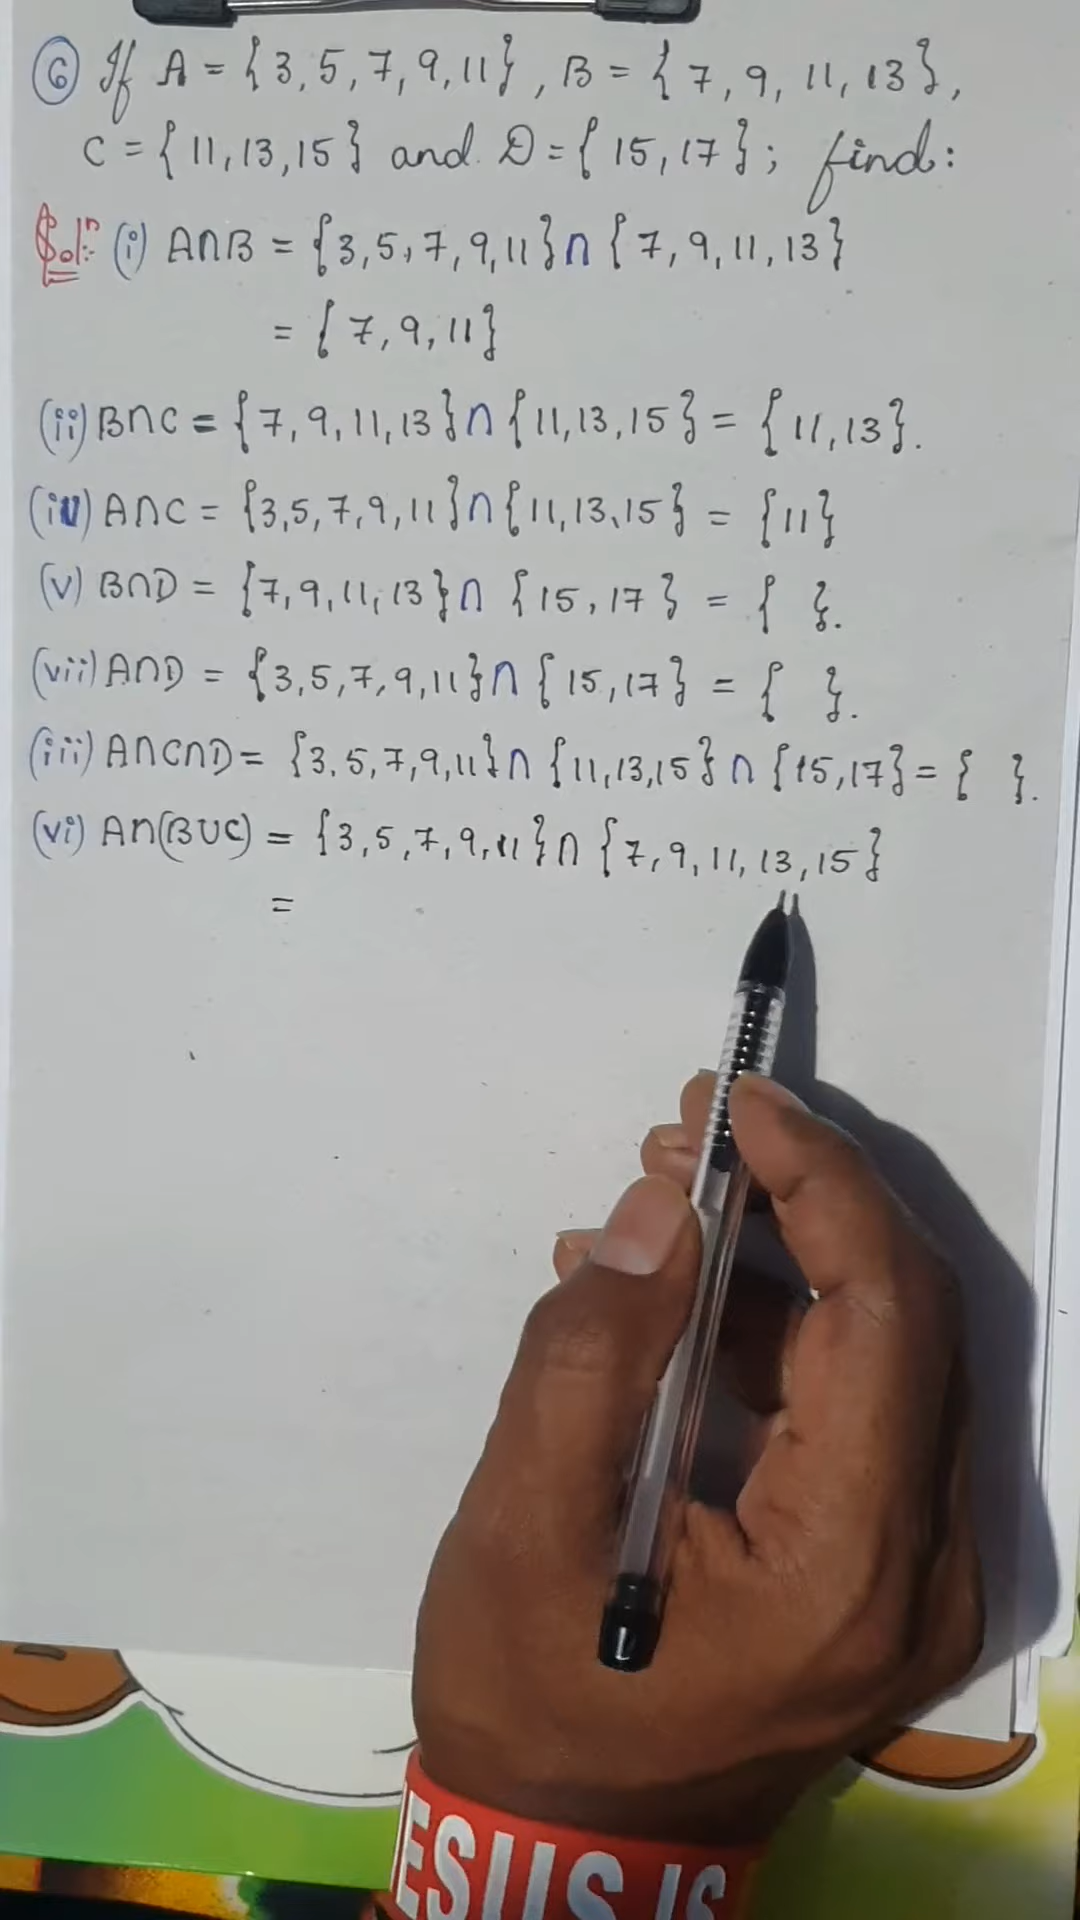 6 If A = {3, 5, 7, 9, 11}, B = {7, 9, 11, 13},
C = {11, 13, 15} and D = {15, 17}; find:
Solⁿ:- (i) A∩B = {3, 5, 7, 9, 11} ∩ {7, 9, 11, 13}
= {7, 9, 11}
(ii) B∩C = {7, 9, 11, 13} ∩ {11, 13, 15} = {11, 13}.
(iv) A∩C = {3, 5, 7, 9, 11} ∩ {11, 13, 15} = {11}
(v) B∩D = {7, 9, 11, 13} ∩ {15, 17} = { }.
(vii) A∩D = {3, 5, 7, 9, 11} ∩ {15, 17} = { }.
(iii) A∩C∩D = {3, 5, 7, 9, 11} ∩ {11, 13, 15} ∩ {15, 17} = { }.
(vi) A∩(B∪C) = {3, 5, 7, 9, 11} ∩ {7, 9, 11, 13, 15}
=
ESUS IS